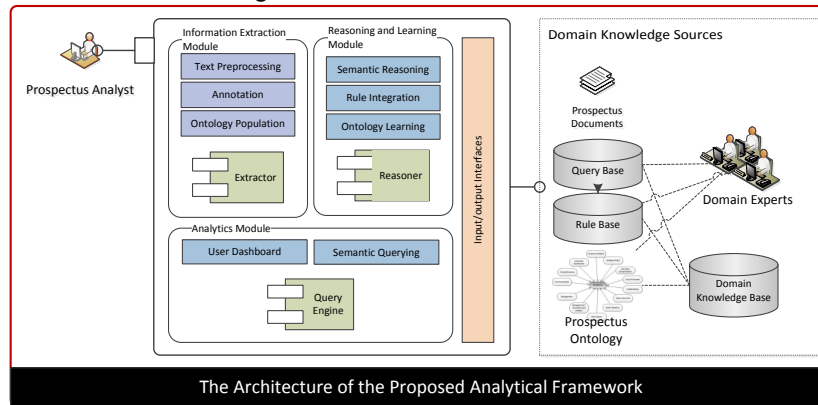 Prospectus Analyst
Information Extraction
Module
Text Preprocessing
Annotation
Ontology Population
Extractor
Reasoning and Learning
Module
Semantic Reasoning
Rule Integration
Ontology Learning
Reasoner
Analytics Module
User Dashboard
Semantic Querying
Query
Engine
Input/output Interfaces
Domain Knowledge Sources
Prospectus
Documents
Query Base
Rule Base
Domain Experts
Prospectus
Ontology
Domain
Knowledge Base
The Architecture of the Proposed Analytical Framework